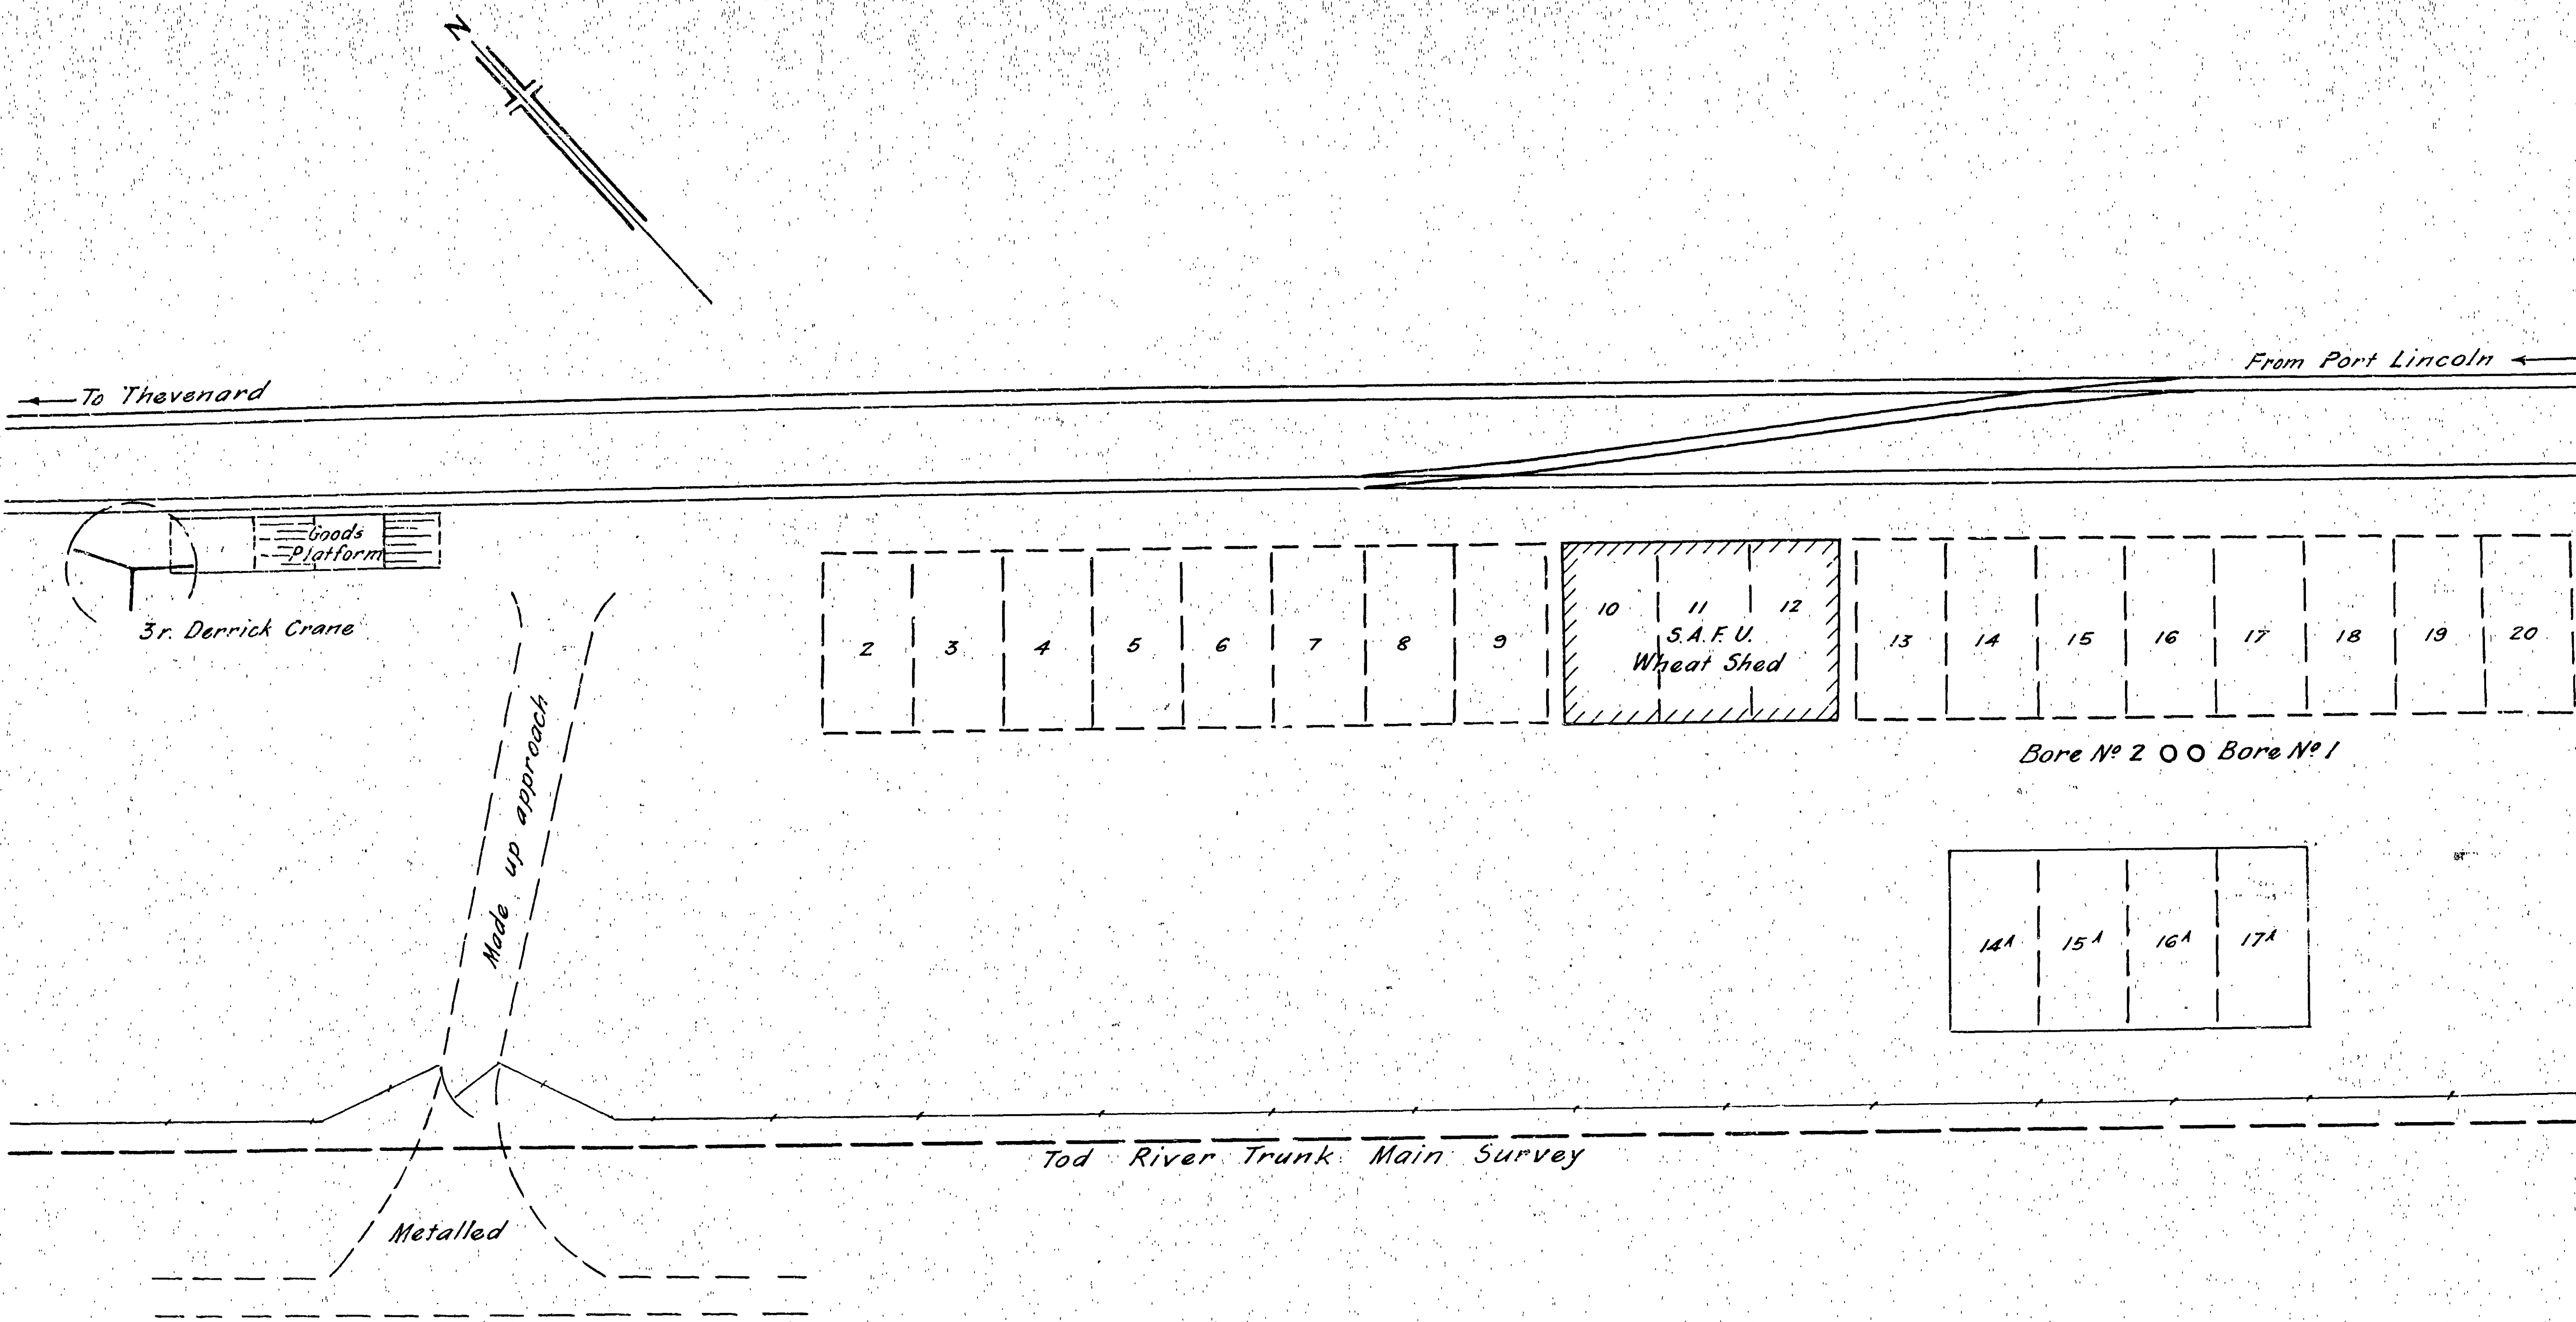 N
To Thevenard
From Port Lincoln
Goods
Platform
3T. Derrick Crane
2 3 4 5 6 7 8 9 10 11 12 13 14 15 16 17 18 19 20
S.A.F.U.
Wheat Shed
Bore Nº 2 Bore Nº 1
Made up approach
14A 15A 16A 17A
Tod River Trunk Main Survey
Metalled